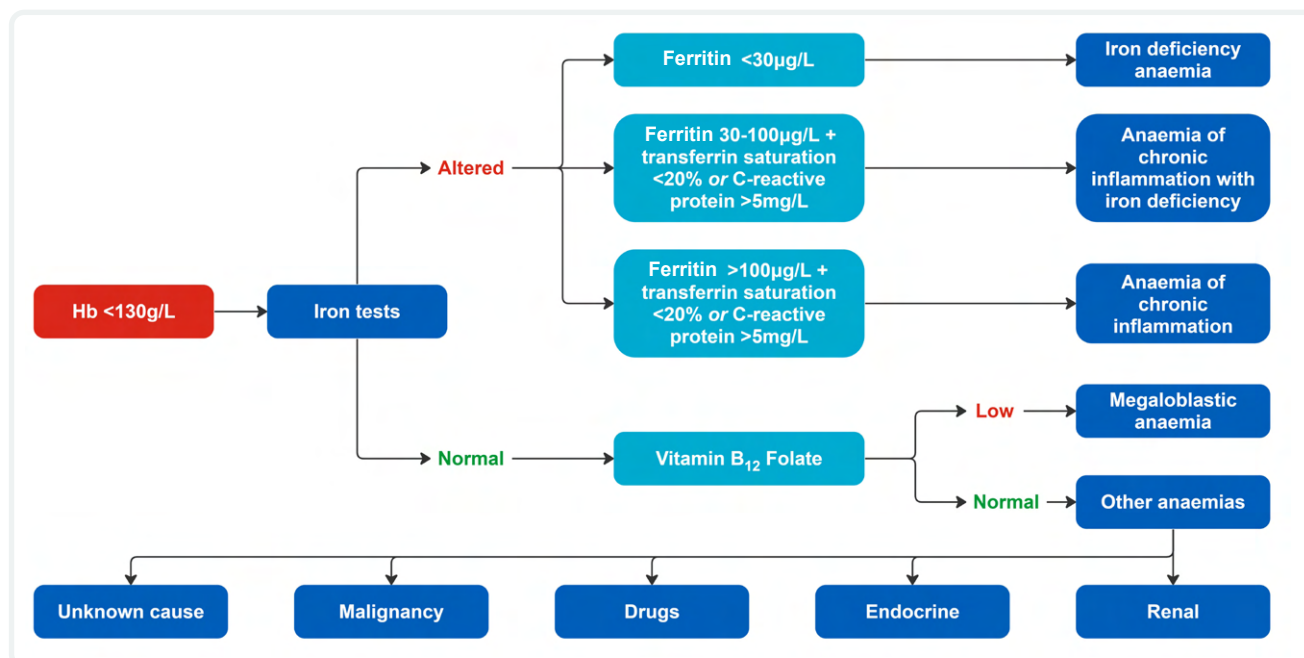 Ferritin <30µg/L
Iron deficiency
anaemia
Altered
Ferritin 30-100µg/L +
transferrin saturation
<20% or C-reactive
protein >5mg/L
Anaemia of
chronic
inflammation with
iron deficiency
Hb <130g/L
Iron tests
Ferritin >100µg/L +
transferrin saturation
<20% or C-reactive
protein >5mg/L
Anaemia of
chronic
inflammation
Normal
Vitamin B₁₂ Folate
Low
Megaloblastic
anaemia
Normal
Other anaemias
Unknown cause
Malignancy
Drugs
Endocrine
Renal